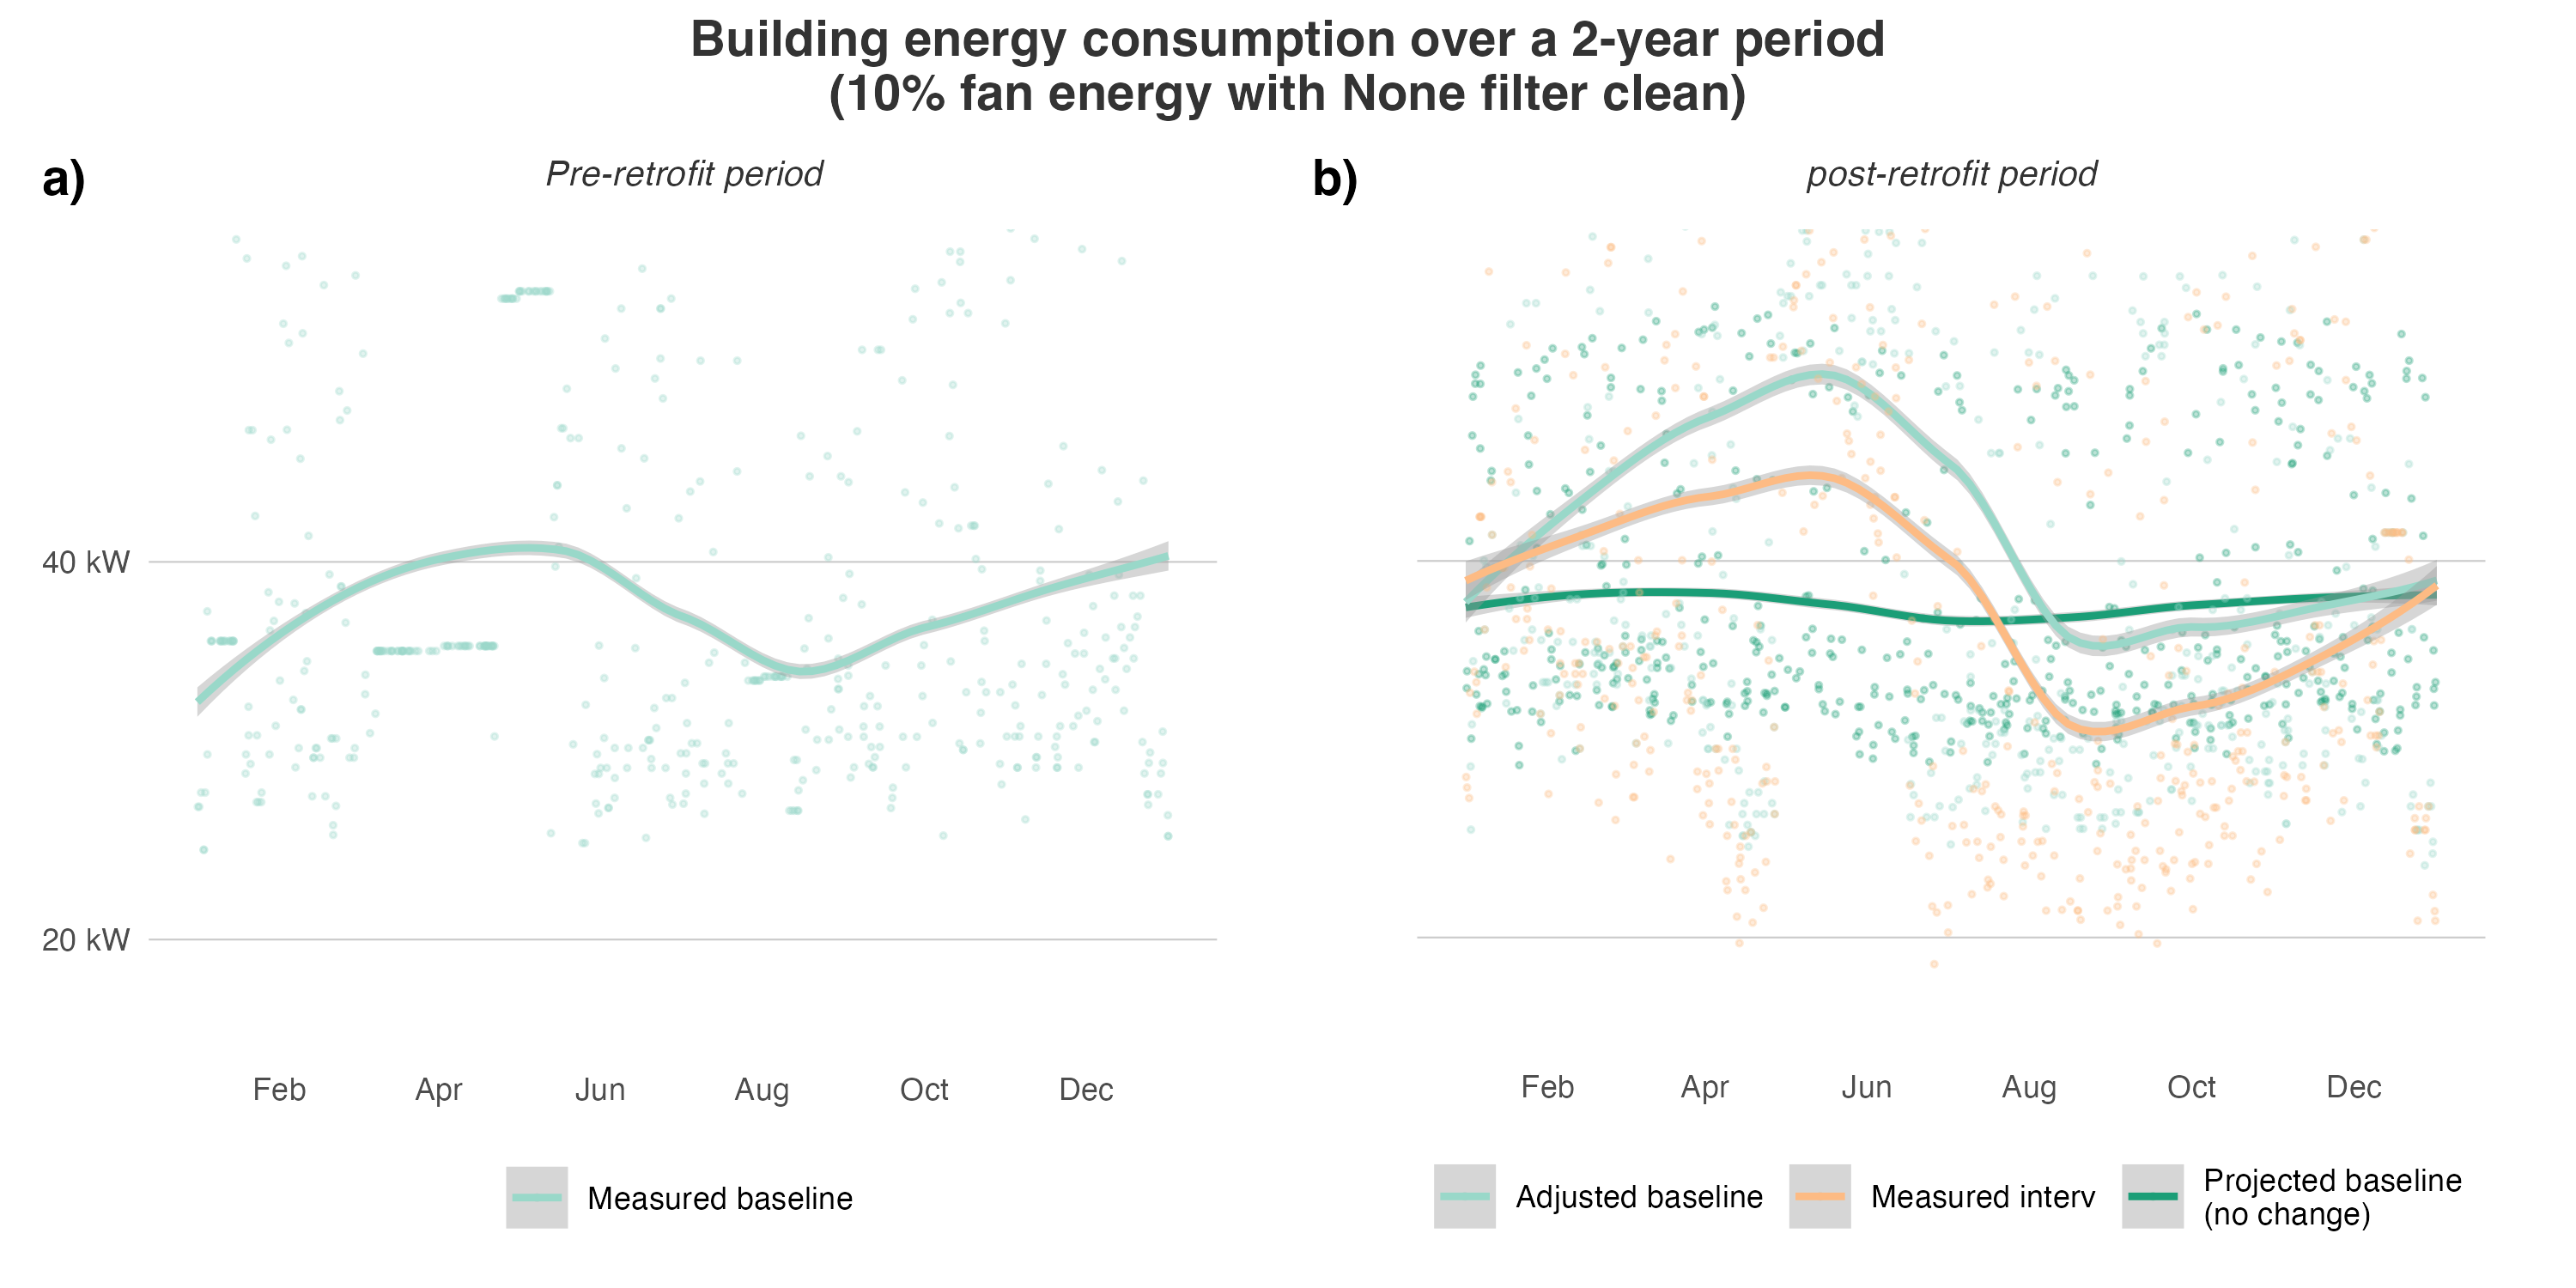 Building energy consumption over a 2-year period
(10% fan energy with None filter clean)
a)
Pre-retrofit period
40 kW
20 kW
Feb Apr Jun Aug Oct Dec
Measured baseline
b)
post-retrofit period
Feb Apr Jun Aug Oct Dec
Adjusted baseline
Measured interv
Projected baseline
(no change)